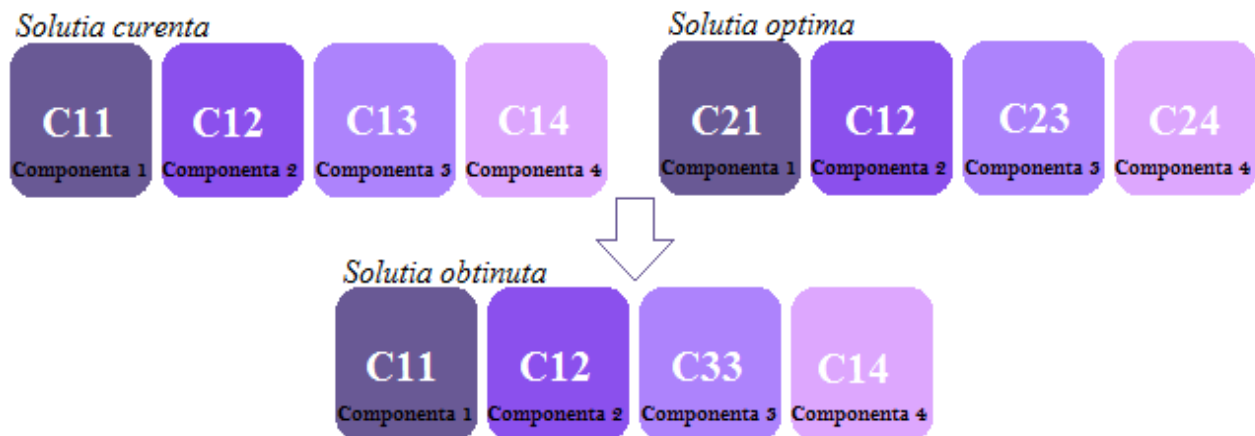 Solutia curenta
C11 C12 C13 C14
Componenta 1 Componenta 2 Componenta 3 Componenta 4
Solutia optima
C21 C12 C23 C24
Componenta 1 Componenta 2 Componenta 3 Componenta 4
Solutia obtinuta
C11 C12 C33 C14
Componenta 1 Componenta 2 Componenta 3 Componenta 4